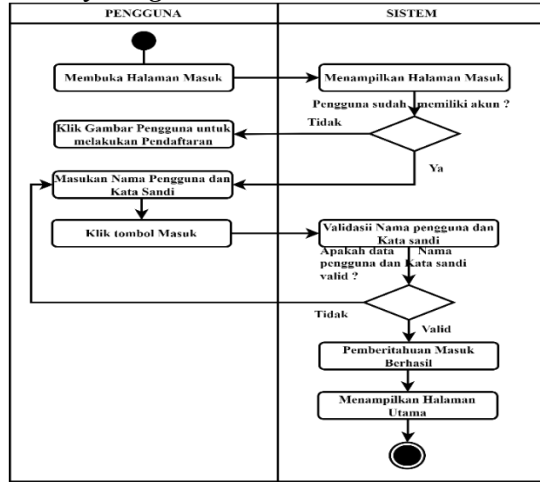 PENGGUNA
SISTEM
Membuka Halaman Masuk
Menampilkan Halaman Masuk
Pengguna sudah memiliki akun ?
Tidak
Klik Gambar Pengguna untuk
melakukan Pendaftaran
Ya
Masukan Nama Pengguna dan
Kata Sandi
Klik tombol Masuk
Validasii Nama pengguna dan
Kata sandi
Apakah data Nama
pengguna dan Kata sandi
valid ?
Tidak
Valid
Pemberitahuan Masuk
Berhasil
Menampilkan Halaman
Utama